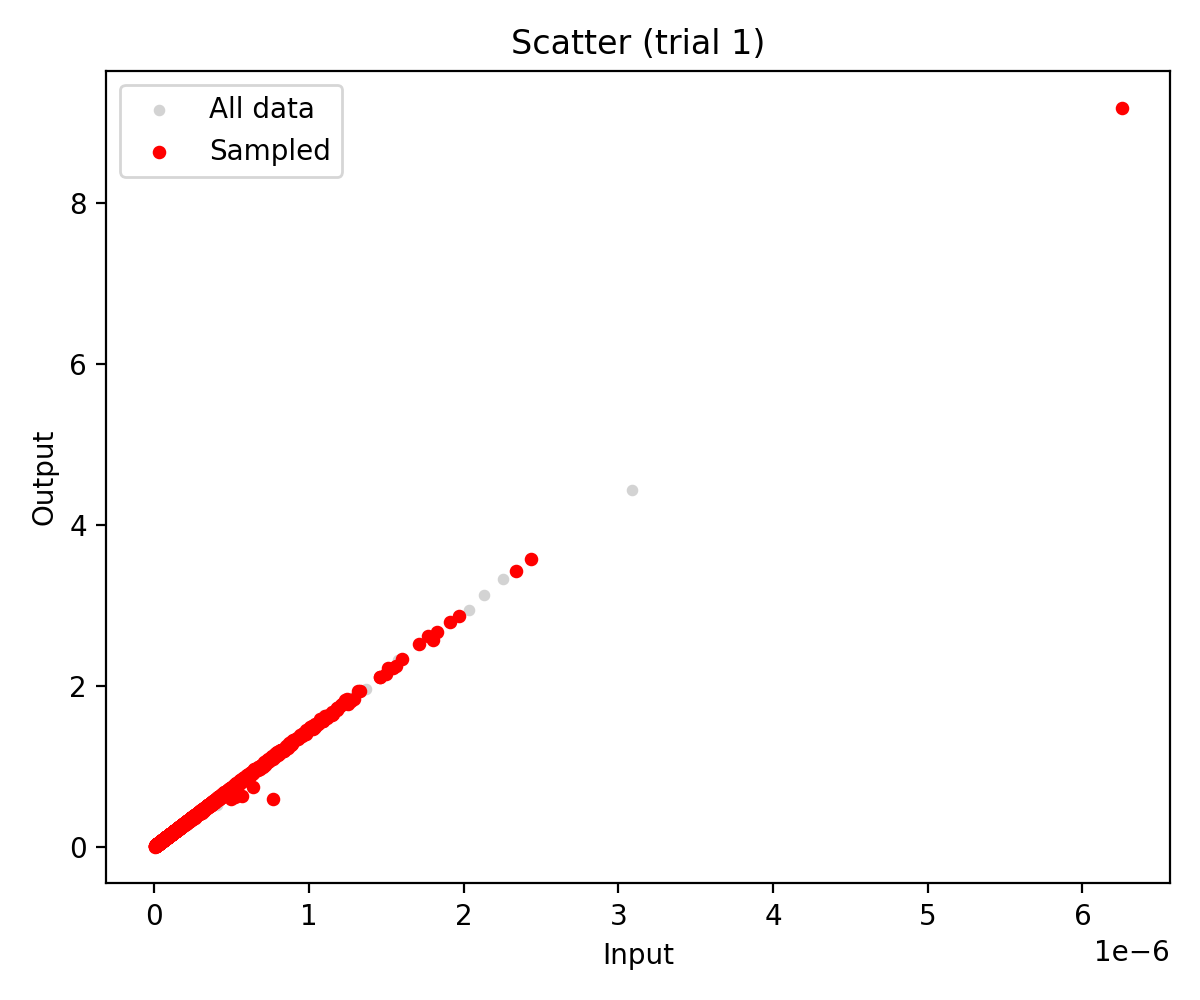 Scatter (trial 1)
All data
Sampled
Output
8
6
4
2
0
0 1 2 3 4 5 6
1e−6
Input